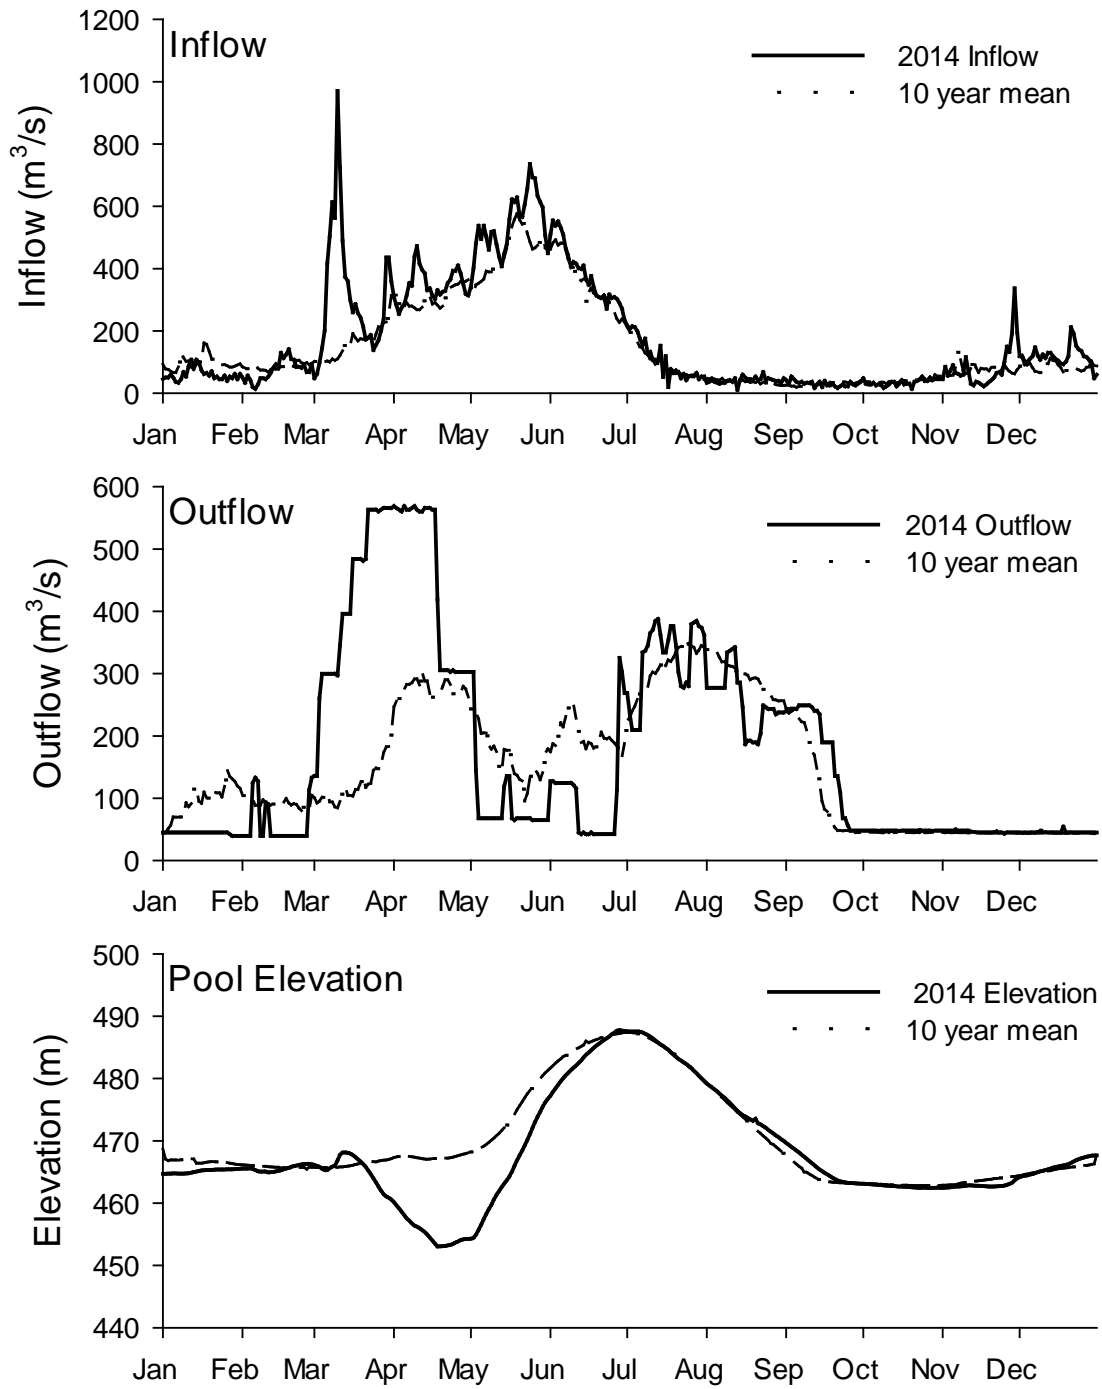 1200
Inflow
2014 Inflow
10 year mean
1000
800
600
400
200
0
Inflow (m³/s)
Jan Feb Mar Apr May Jun Jul Aug Sep Oct Nov Dec
600
Outflow
2014 Outflow
10 year mean
500
400
300
200
100
0
Outflow (m³/s)
Jan Feb Mar Apr May Jun Jul Aug Sep Oct Nov Dec
500
Pool Elevation
2014 Elevation
10 year mean
490
480
470
460
450
440
Elevation (m)
Jan Feb Mar Apr May Jun Jul Aug Sep Oct Nov Dec